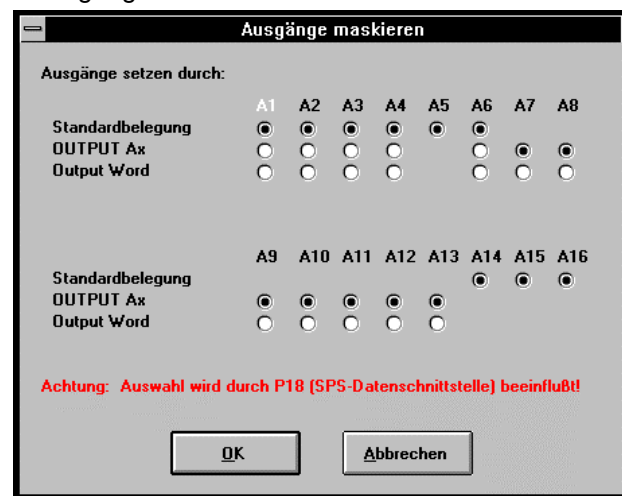 Ausgänge maskieren
Ausgänge setzen durch:
A1 A2 A3 A4 A5 A6 A7 A8
Standardbelegung
OUTPUT Ax
Output Word
A9 A10 A11 A12 A13 A14 A15 A16
Standardbelegung
OUTPUT Ax
Output Word
Achtung: Auswahl wird durch P18 (SPS-Datenschnittstelle) beeinflußt!
OK Abbrechen